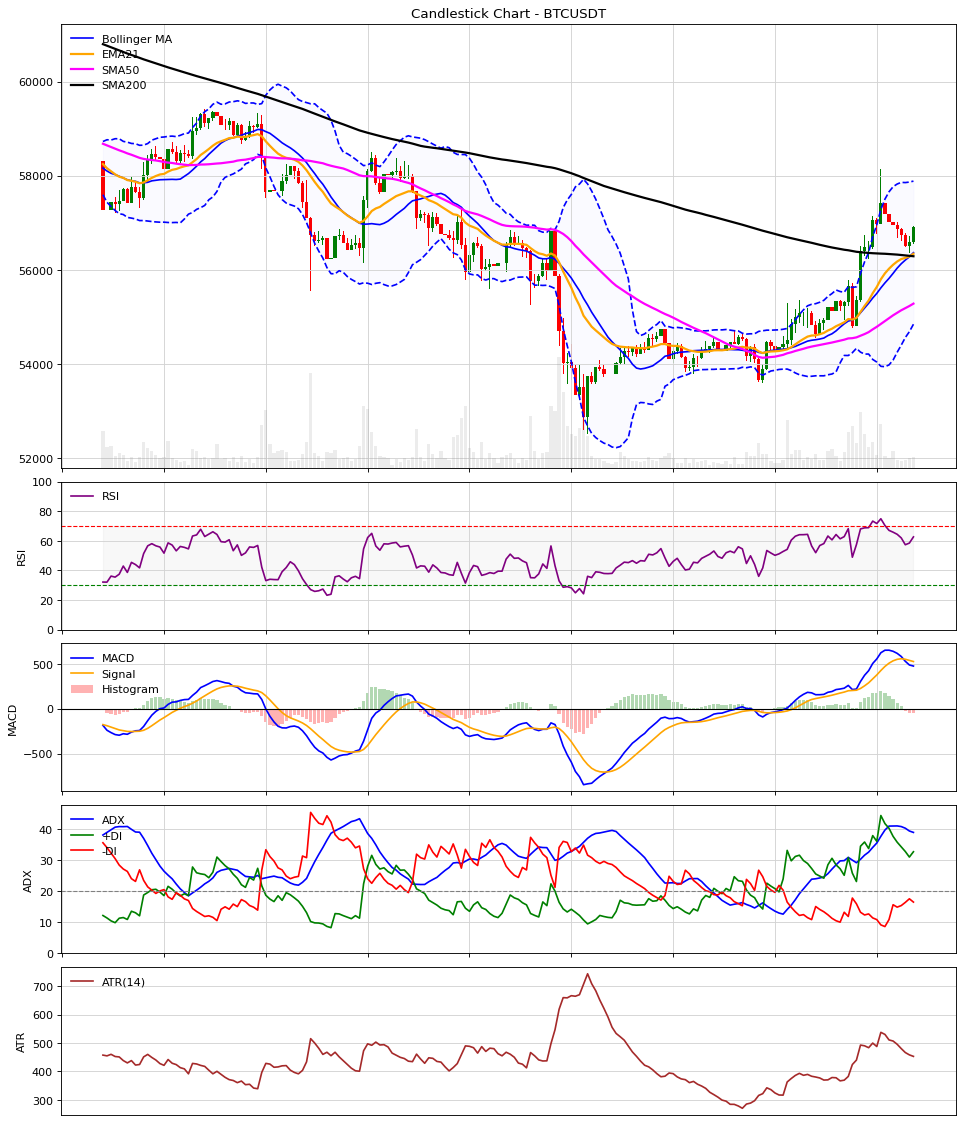 Candlestick Chart - BTCUSDT
Bollinger MA
EMA21
SMA50
SMA200
60000
58000
56000
54000
52000
RSI
100
80
60
40
20
0
RSI
MACD
Signal
Histogram
500
0
−500
MACD
ADX
+DI
-DI
40
30
20
10
0
ADX
ATR(14)
700
600
500
400
300
ATR